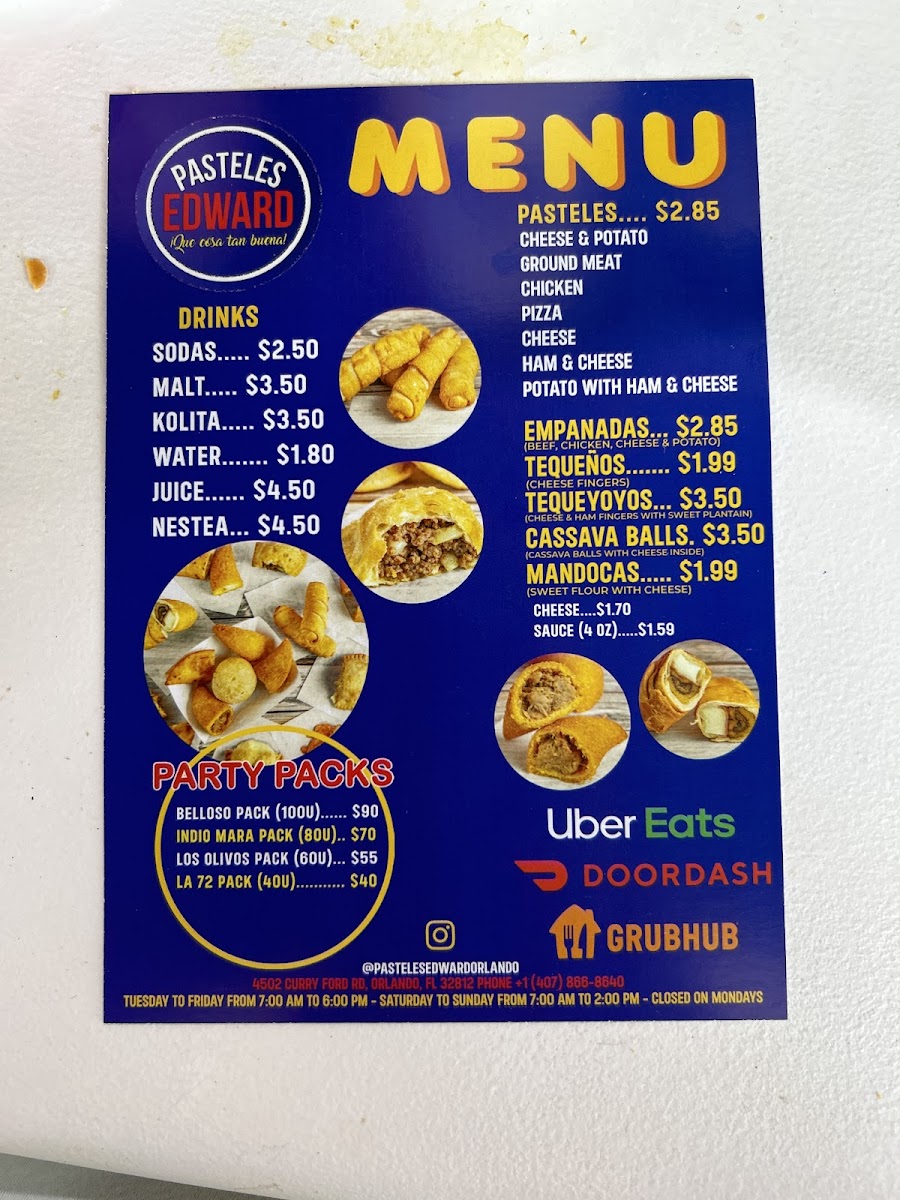 PASTELES
EDWARD
¡Que cosa tan buena!
MENU
PASTELES.... $2.85
CHEESE & POTATO
GROUND MEAT
CHICKEN
PIZZA
CHEESE
HAM & CHEESE
POTATO WITH HAM & CHEESE
DRINKS
SODAS..... $2.50
MALT..... $3.50
KOLITA..... $3.50
WATER....... $1.80
JUICE...... $4.50
NESTEA... $4.50
EMPANADAS... $2.85
(BEEF, CHICKEN, CHEESE & POTATO)
TEQUEÑOS....... $1.99
(CHEESE FINGERS)
TEQUEYOYOS... $3.50
(CHEESE & HAM FINGERS WITH SWEET PLANTAIN)
CASSAVA BALLS. $3.50
(CASSAVA BALLS WITH CHEESE INSIDE)
MANDOCAS..... $1.99
(SWEET FLOUR WITH CHEESE)
CHEESE....$1.70
SAUCE (4 OZ).....$1.59
PARTY PACKS
BELLOSO PACK (100U)...... $90
INDIO MARA PACK (80U).. $70
LOS OLIVOS PACK (60U)... $55
LA 72 PACK (40U)........... $40
Uber Eats
DOORDASH
GRUBHUB
@PASTELESEDWARDORLANDO
4502 CURRY FORD RD, ORLANDO, FL 32812 PHONE +1 (407) 866-8640
TUESDAY TO FRIDAY FROM 7:00 AM TO 6:00 PM - SATURDAY TO SUNDAY FROM 7:00 AM TO 2:00 PM - CLOSED ON MONDAYS